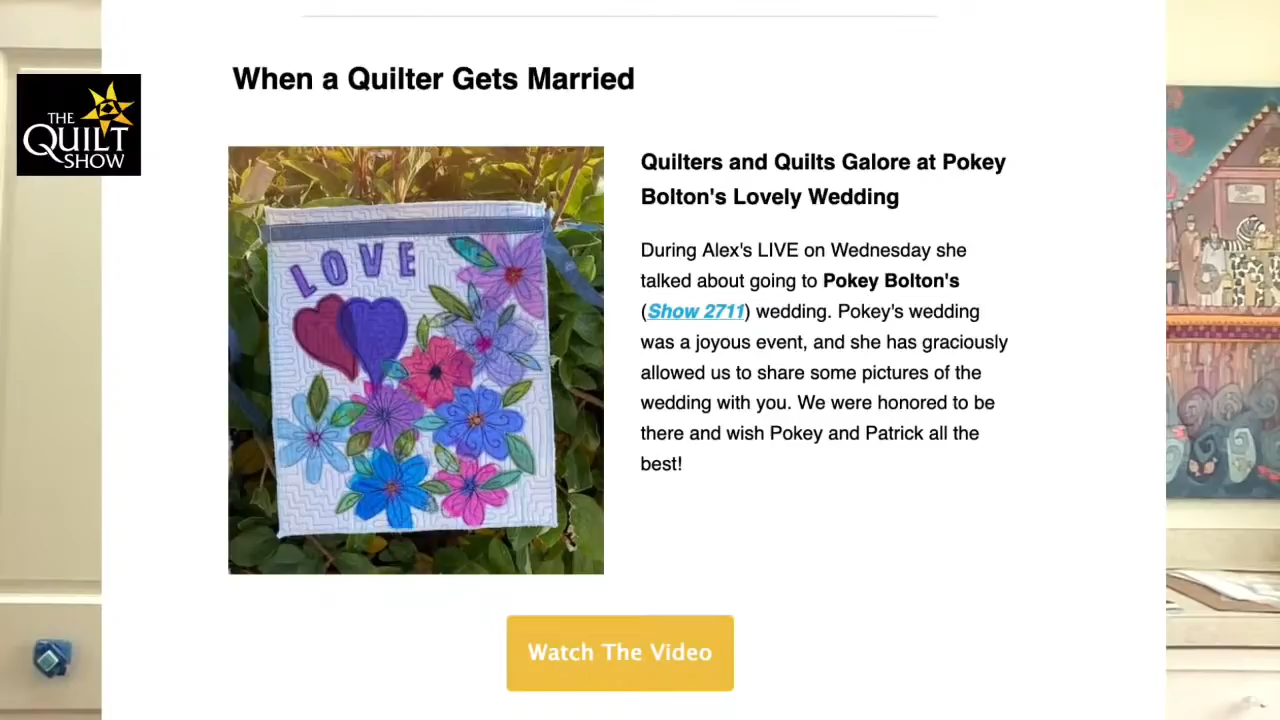 When a Quilter Gets Married
THE
QUILT
SHOW
LOVE
Quilters and Quilts Galore at Pokey
Bolton's Lovely Wedding
During Alex's LIVE on Wednesday she
talked about going to Pokey Bolton's
(Show 2711) wedding. Pokey's wedding
was a joyous event, and she has graciously
allowed us to share some pictures of the
wedding with you. We were honored to be
there and wish Pokey and Patrick all the
best!
Watch The Video